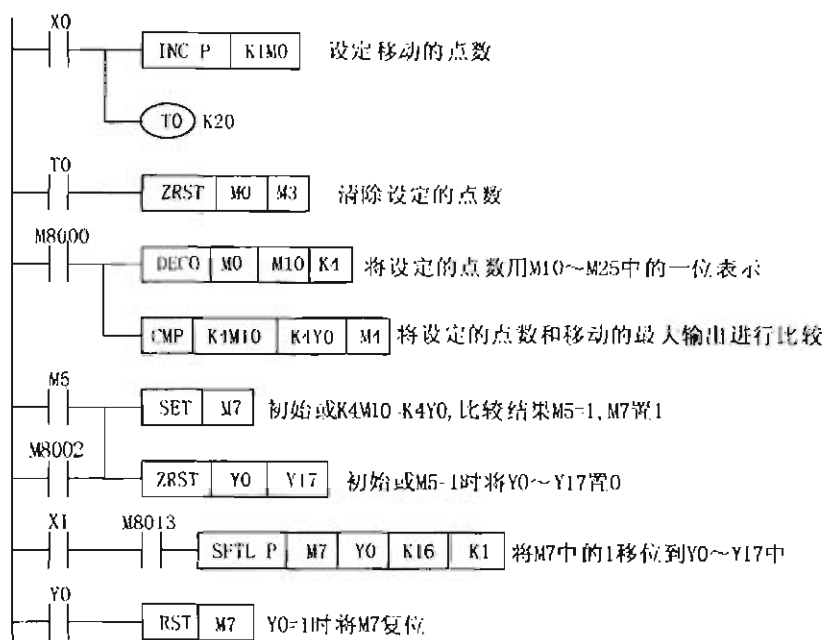 X0
INC P K1M0 设定移动的点数
T0 K20
T0
ZRST M0 M3 清除设定的点数
M8000
DECO M0 M10 K4 将设定的点数用M10～M25中的一位表示
CMP K4M10 K4Y0 M4 将设定的点数和移动的最大输出进行比较
M5
SET M7 初始或K4M10=K4Y0,比较结果M5=1,M7置1
M8002
ZRST Y0 Y17 初始或M5=1时将Y0～Y17置0
X1 M8013
SFTL P M7 Y0 K16 K1 将M7中的1移位到Y0～Y17中
Y0
RST M7 Y0=1时将M7复位